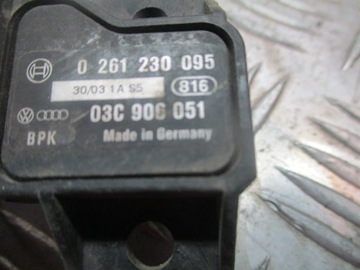 0 261 230 095
30/03 1A S5
816
03C 906 051
BPK
Made in Germany